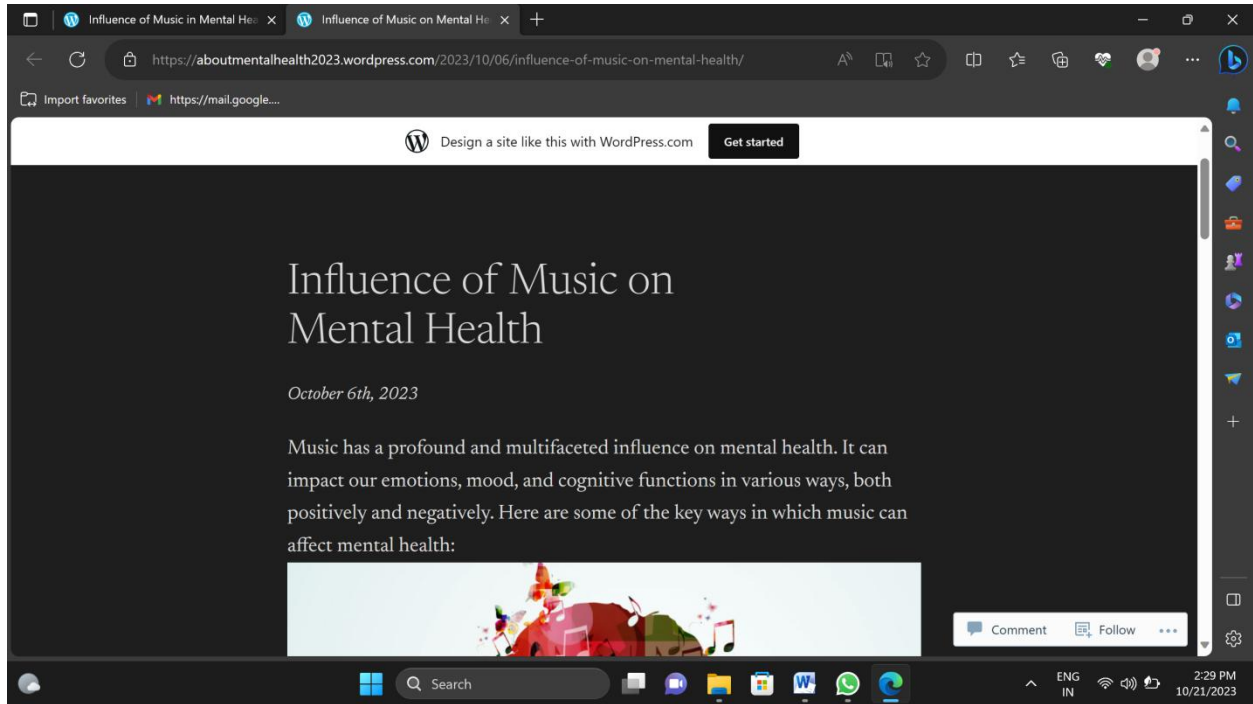 Influence of Music in Mental Hea
Influence of Music on Mental He
https://aboutmentalhealth2023.wordpress.com/2023/10/06/influence-of-music-on-mental-health/
Import favorites
https://mail.google....
Design a site like this with WordPress.com
Get started
Influence of Music on
Mental Health
October 6th, 2023
Music has a profound and multifaceted influence on mental health. It can
impact our emotions, mood, and cognitive functions in various ways, both
positively and negatively. Here are some of the key ways in which music can
affect mental health:
Comment Follow
Search
ENG
IN
2:29 PM
10/21/2023